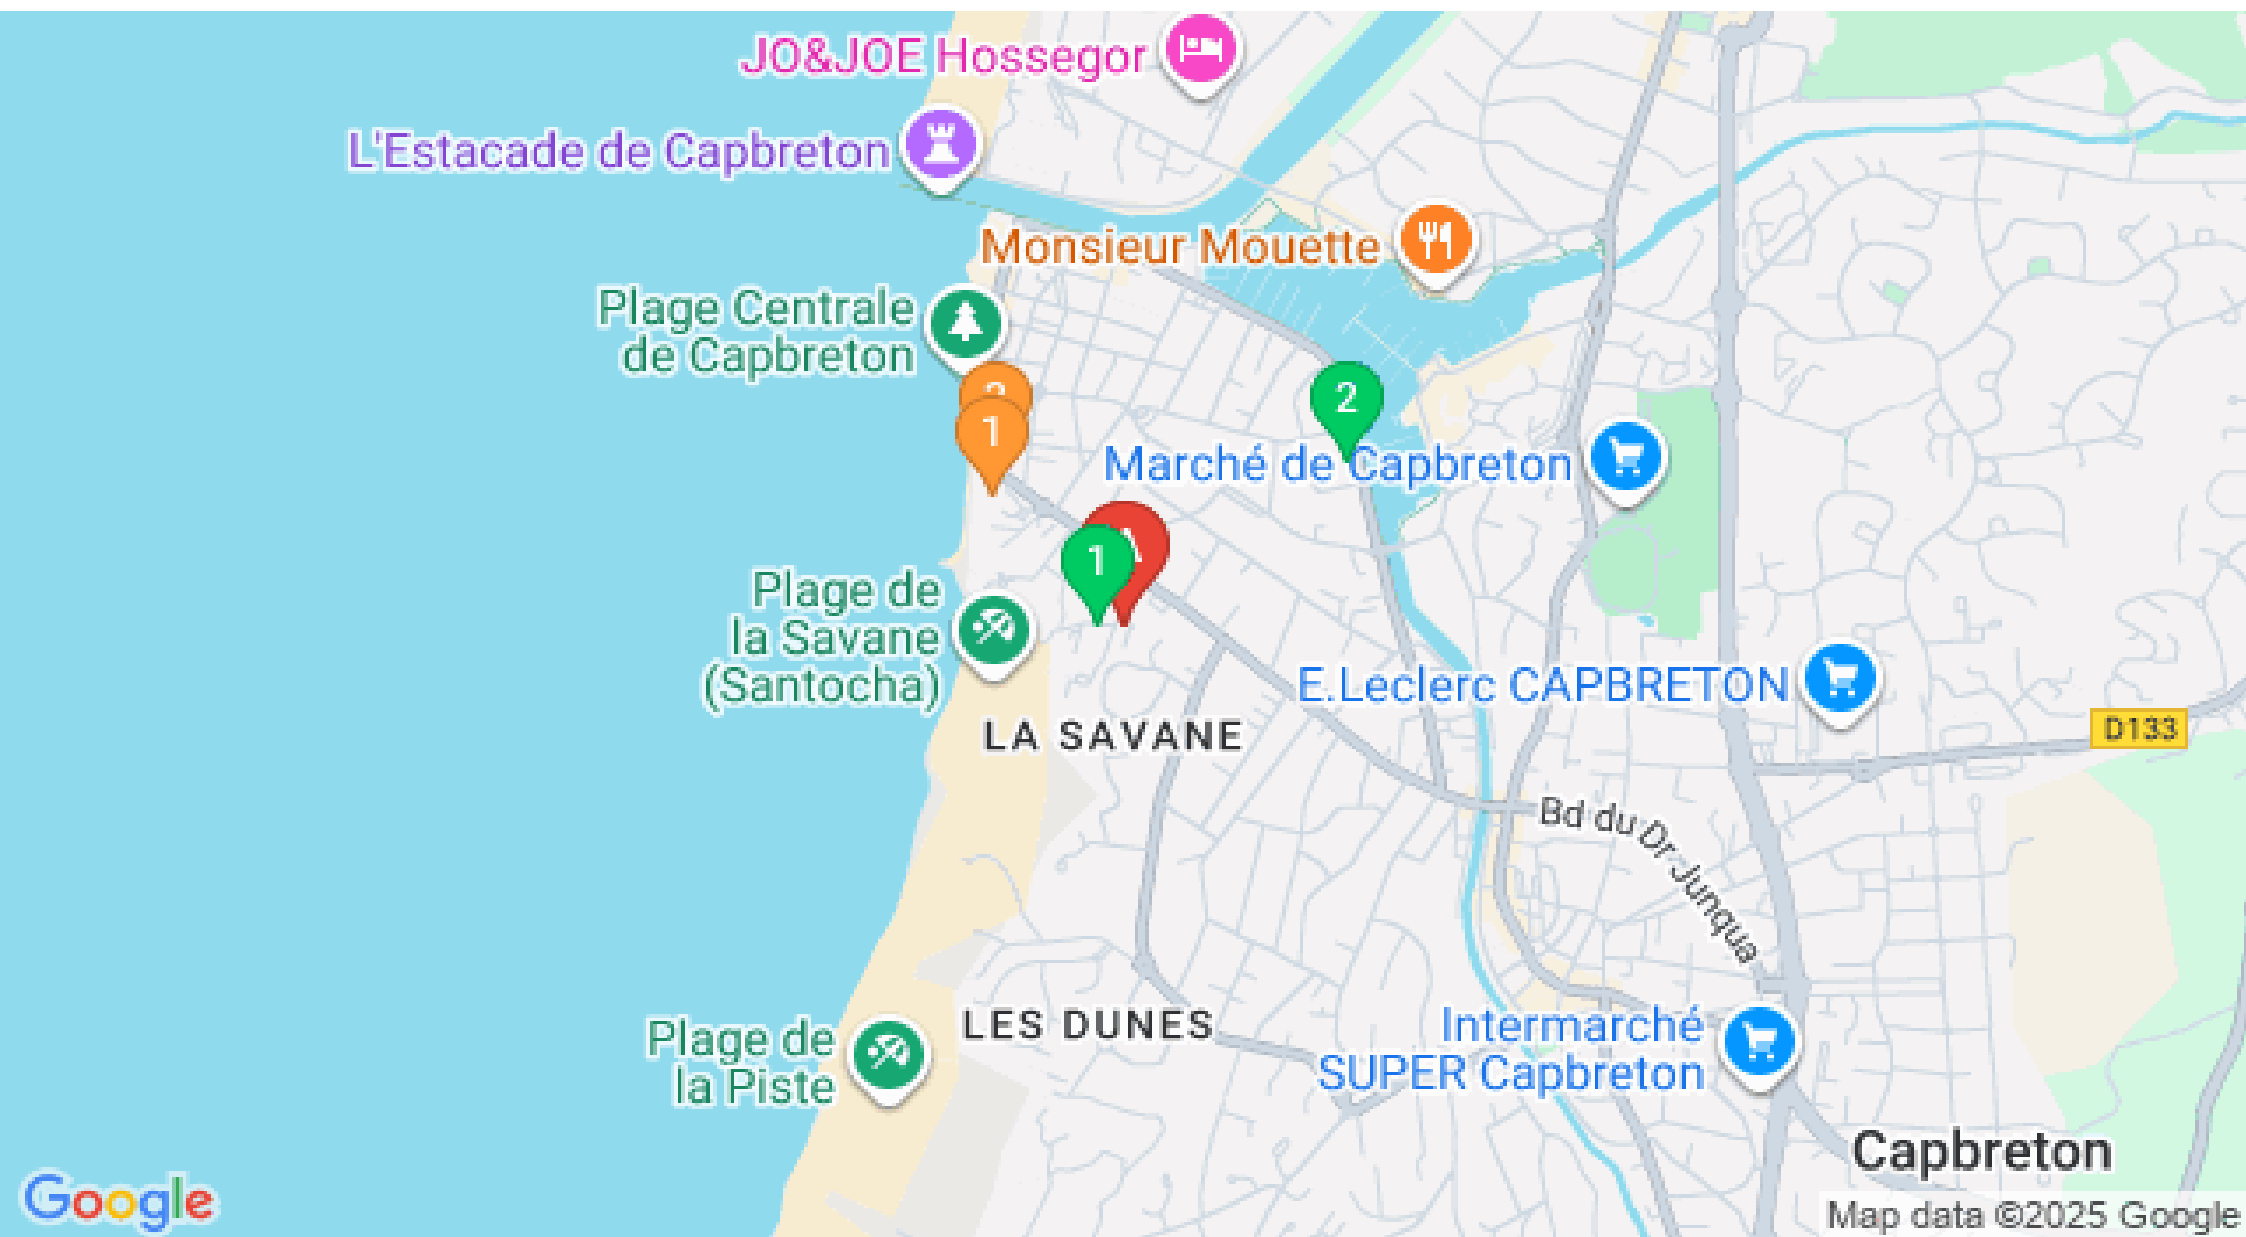 JO&JOE Hossegor
L'Estacade de Capbreton
Monsieur Mouette
Plage Centrale
de Capbreton
2
1
Marché de Capbreton
1
Plage de
la Savane
(Santocha)
E.Leclerc CAPBRETON
D133
LA SAVANE
Bd du Dr Junqua
LES DUNES
Plage de
la Piste
Intermarché
SUPER Capbreton
Capbreton
Google
Map data ©2025 Google